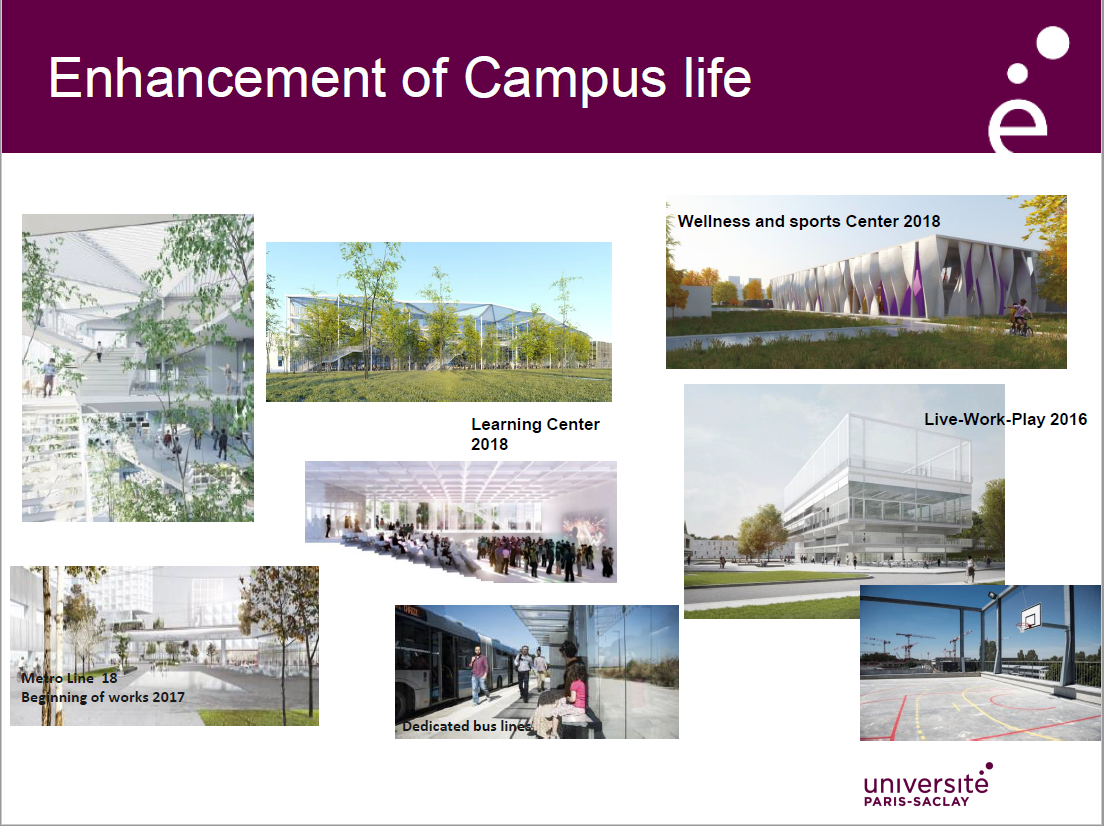 Enhancement of Campus life
Wellness and sports Center 2018
Learning Center
2018
Live-Work-Play 2016
Metro Line 18
Beginning of works 2017
Dedicated bus lines
universitė
PARIS-SACLAY